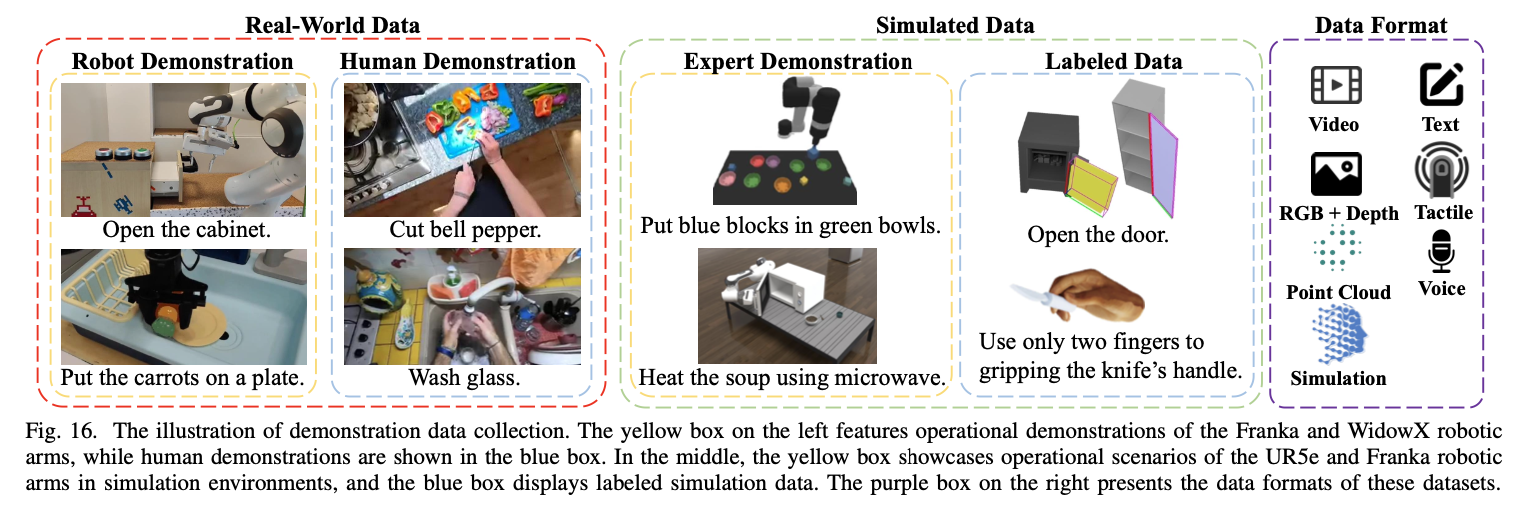 Real-World Data
Simulated Data
Data Format
Robot Demonstration
Human Demonstration
Expert Demonstration
Labeled Data
Open the cabinet.
Cut bell pepper.
Put the carrots on a plate.
Wash glass.
Put blue blocks in green bowls.
Heat the soup using microwave.
Open the door.
Use only two fingers to
gripping the knife's handle.
Video
Text
RGB + Depth
Tactile
Point Cloud
Voice
Simulation
Fig. 16. The illustration of demonstration data collection. The yellow box on the left features operational demonstrations of the Franka and WidowX robotic
arms, while human demonstrations are shown in the blue box. In the middle, the yellow box showcases operational scenarios of the UR5e and Franka robotic
arms in simulation environments, and the blue box displays labeled simulation data. The purple box on the right presents the data formats of these datasets.